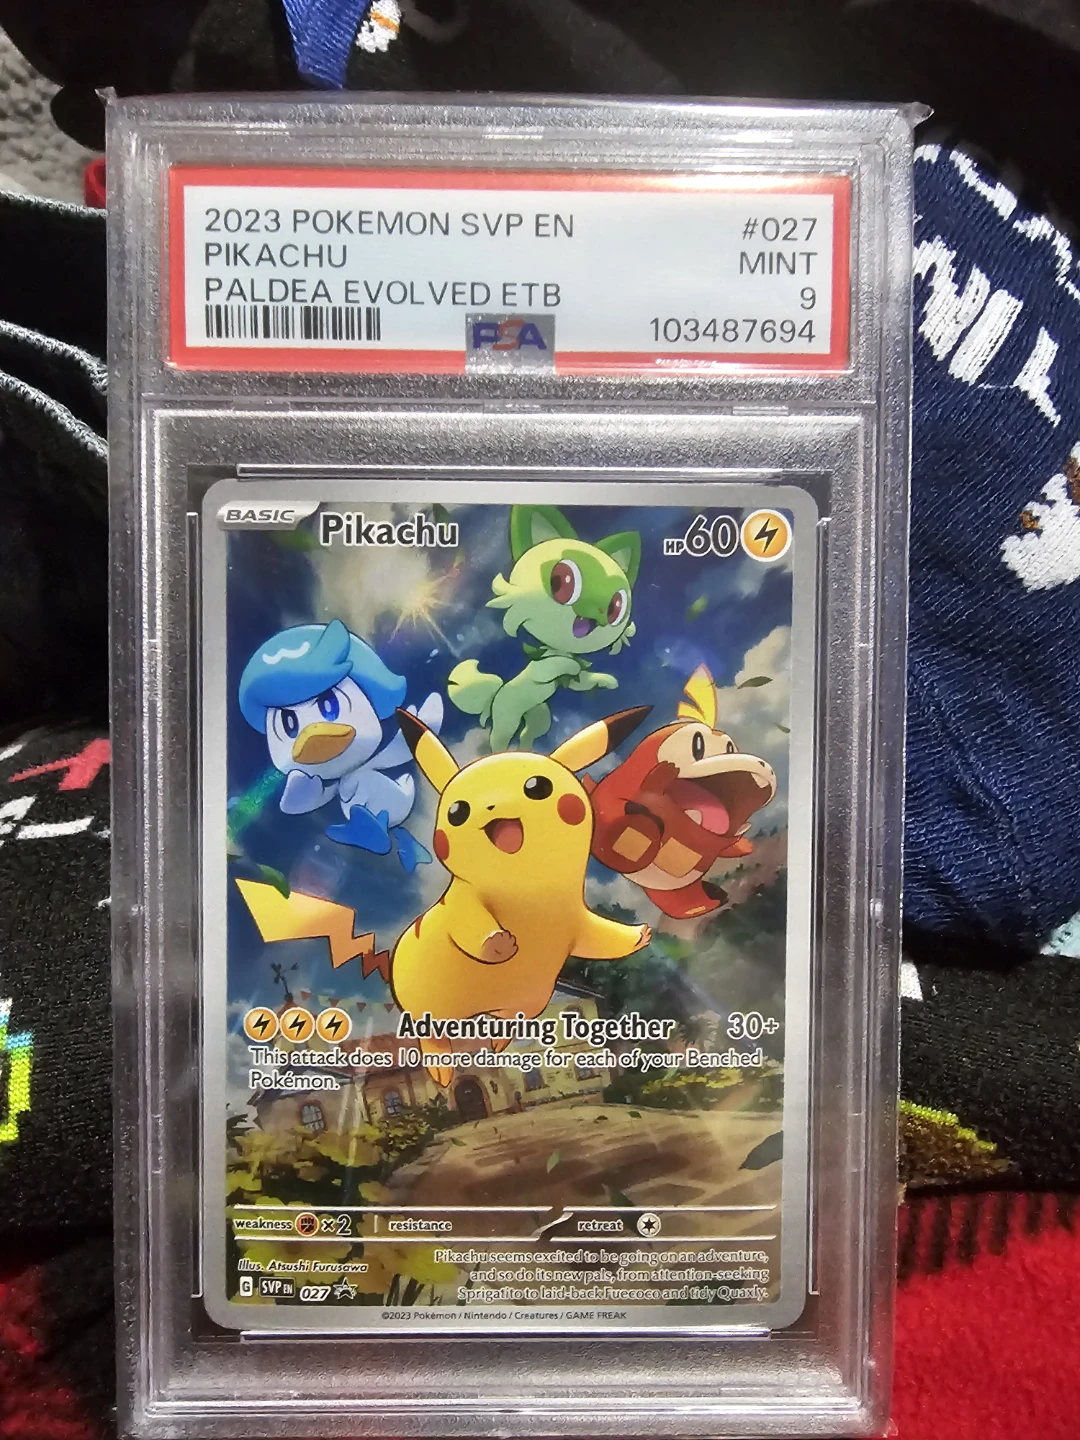 2023 POKEMON SVP EN #027
PIKACHU MINT
PALDEA EVOLVED ETB 9
PSA 103487694
BASIC Pikachu HP60
Adventuring Together 30+
This attack does 10 more damage for each of your Benched
Pokémon.
weakness ×2 resistance retreat
Pikachu seems excited to be going on an adventure,
and so do its new pals, from attention-seeking
Sprigatito to laid-back Fuecoco and tidy Quaxly.
Illus. Atsushi Furusawa
G SVP EN 027
©2023 Pokémon / Nintendo / Creatures / GAME FREAK